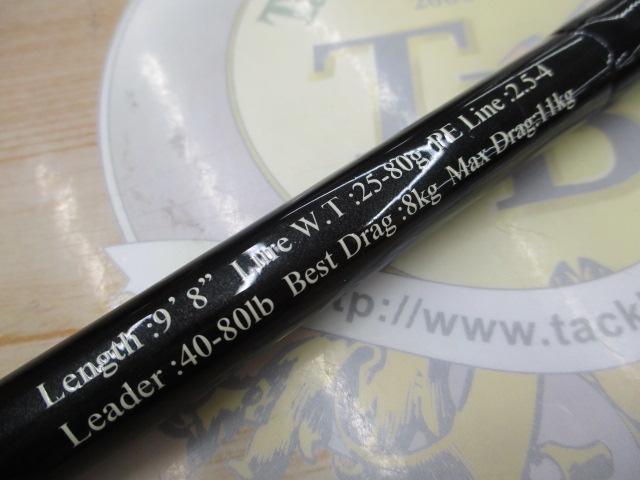 Length :9’ 8” Lure W.T :25-80g PE Line :2.5-4
Leader :40-80lb Best Drag :8kg Max Drag:11kg
T B
http://www.tack